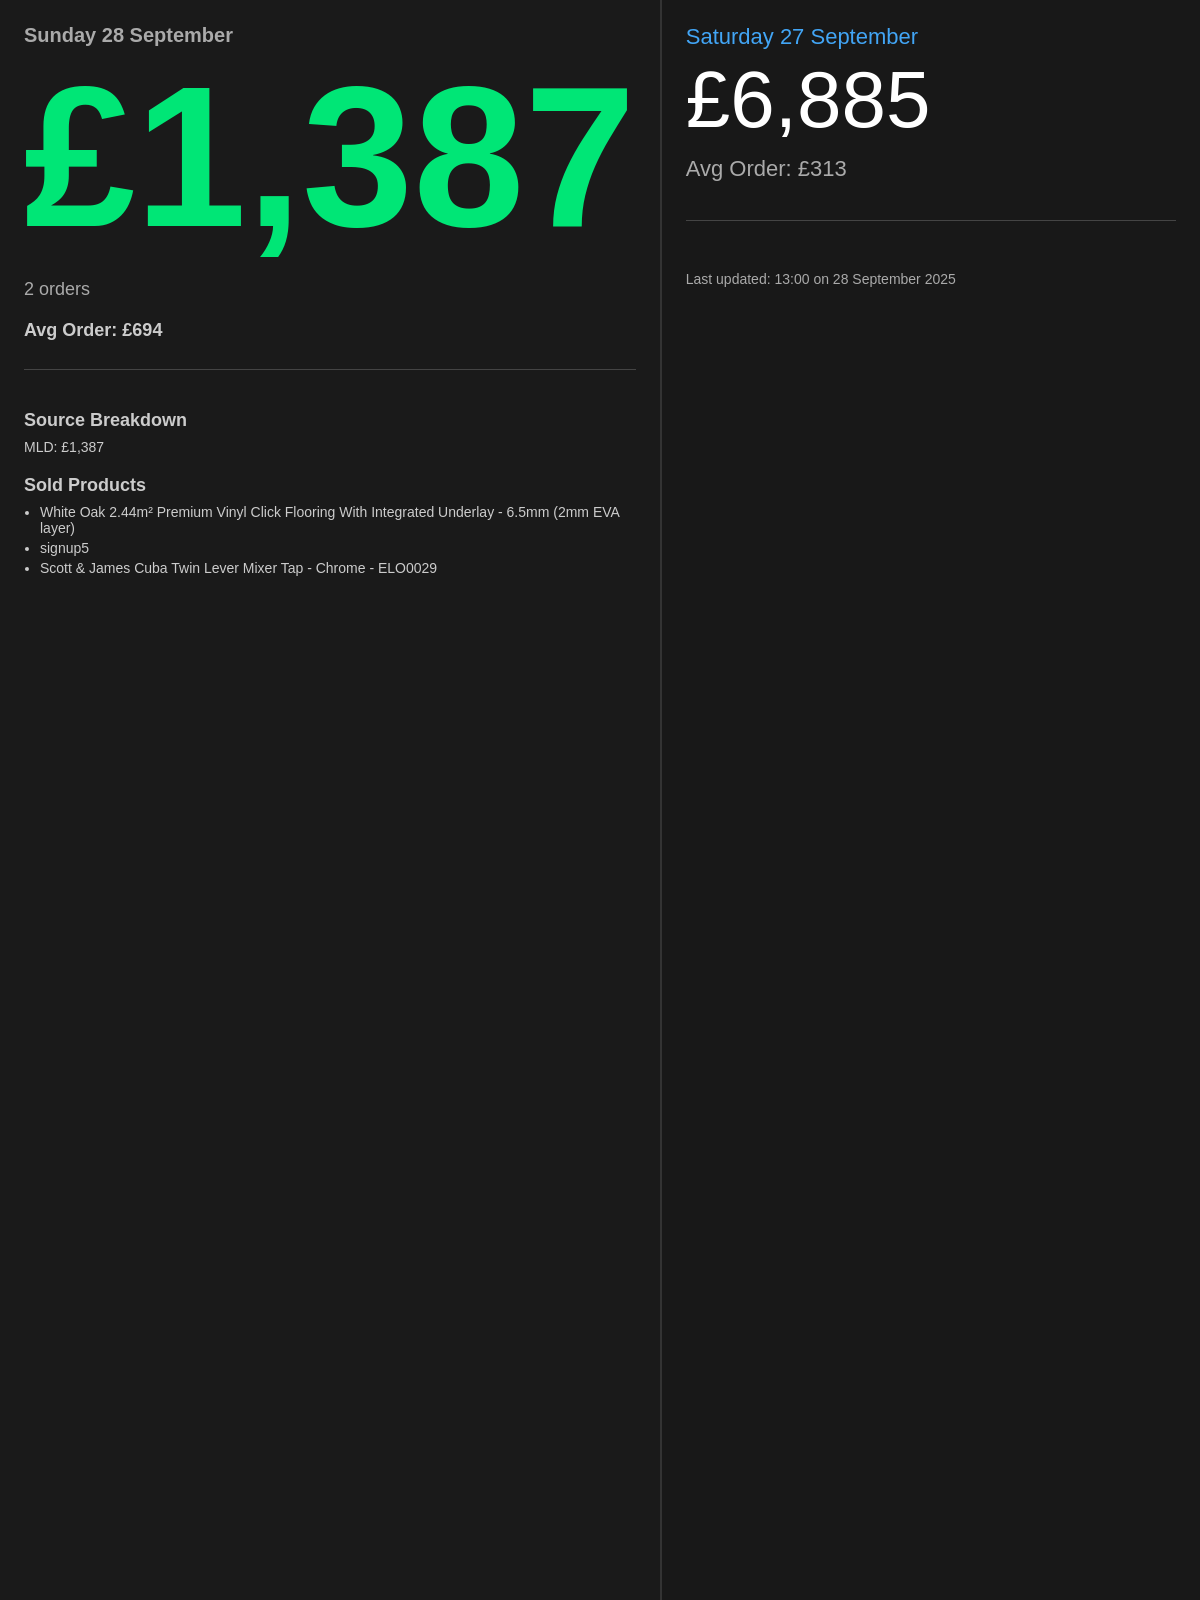 Sunday 28 September
£1,387
2 orders
Avg Order: £694
Source Breakdown
MLD: £1,387
Sold Products
• White Oak 2.44m² Premium Vinyl Click Flooring With Integrated Underlay - 6.5mm (2mm EVA
layer)
• signup5
• Scott & James Cuba Twin Lever Mixer Tap - Chrome - ELO0029
Saturday 27 September
£6,885
Avg Order: £313
Last updated: 13:00 on 28 September 2025